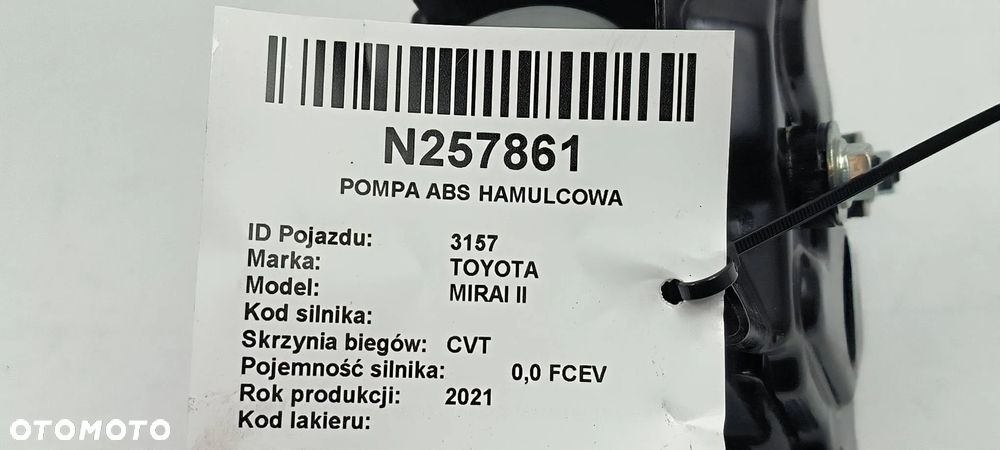 N257861
POMPA ABS HAMULCOWA
ID Pojazdu: 3157
Marka: TOYOTA
Model: MIRAI II
Kod silnika:
Skrzynia biegów: CVT
Pojemność silnika: 0,0 FCEV
Rok produkcji: 2021
Kod lakieru:
OTOMOTO